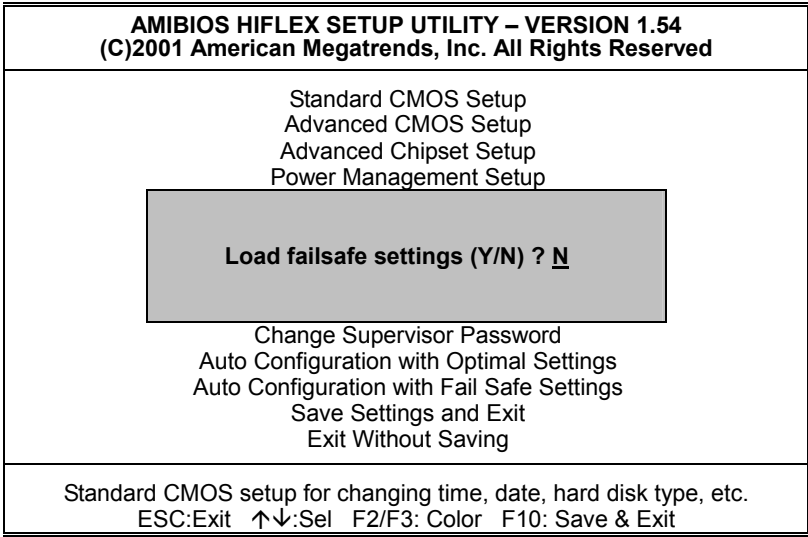 AMIBIOS HIFLEX SETUP UTILITY – VERSION 1.54
(C)2001 American Megatrends, Inc. All Rights Reserved
Standard CMOS Setup
Advanced CMOS Setup
Advanced Chipset Setup
Power Management Setup
Load failsafe settings (Y/N) ? N
Change Supervisor Password
Auto Configuration with Optimal Settings
Auto Configuration with Fail Safe Settings
Save Settings and Exit
Exit Without Saving
Standard CMOS setup for changing time, date, hard disk type, etc.
ESC:Exit ↑↓:Sel F2/F3: Color F10: Save & Exit